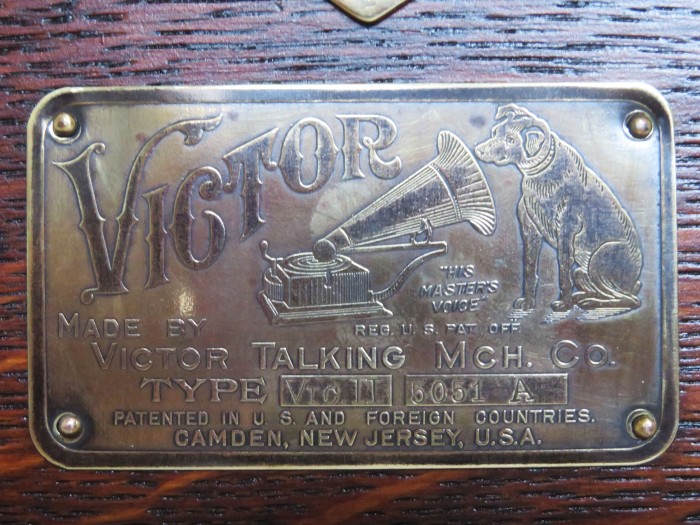 VICTOR
"HIS
MASTER'S
VOICE"
REG. U. S. PAT. OFF.
MADE BY
VICTOR TALKING MCH. CO.
TYPE Vic II 5051 A
PATENTED IN U. S. AND FOREIGN COUNTRIES.
CAMDEN, NEW JERSEY, U.S.A.